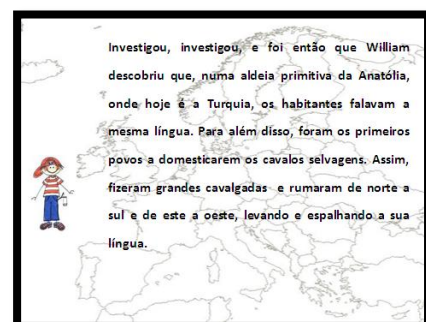 Investigou, investigou, e foi então que William
descobriu que, numa aldeia primitiva da Anatólia,
onde hoje é a Turquia, os habitantes falavam a
mesma língua. Para além disso, foram os primeiros
povos a domesticarem os cavalos selvagens. Assim,
fizeram grandes cavalgadas e rumaram de norte a
sul e de este a oeste, levando e espalhando a sua
língua.